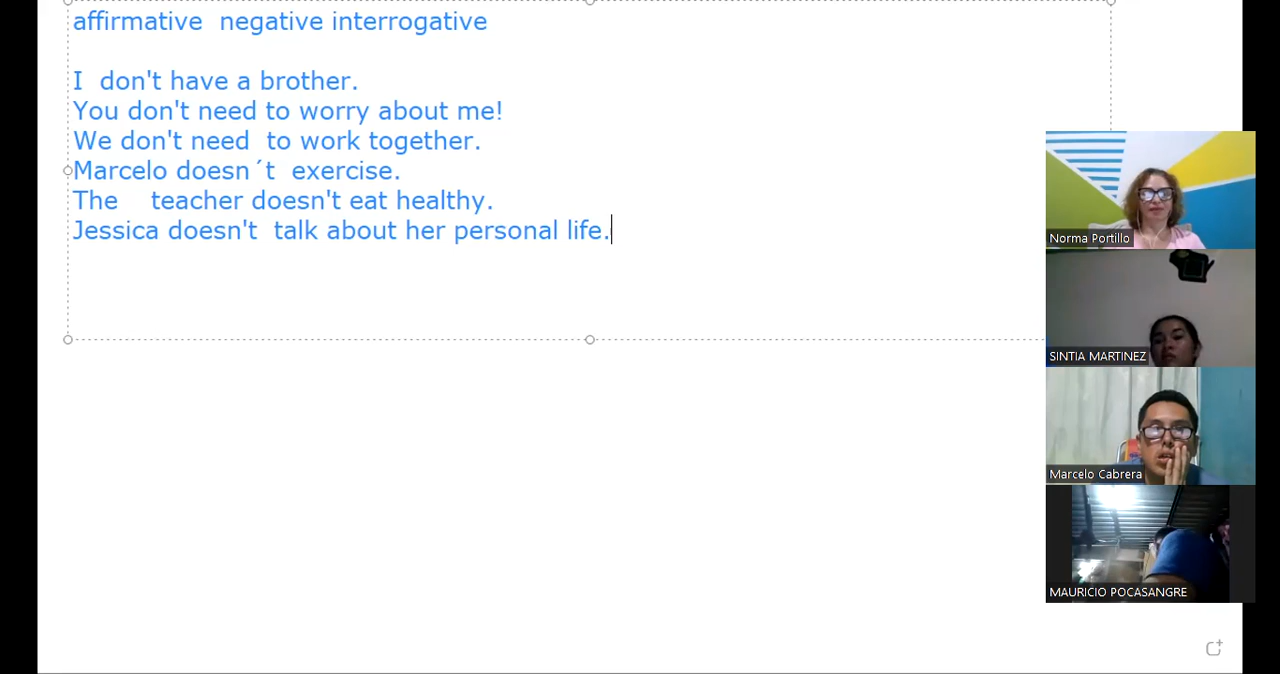 affirmative  negative interrogative
I  don't have a brother.
You don't need to worry about me!
We don't need  to work together.
Marcelo doesn´t  exercise.
The    teacher doesn't eat healthy.
Jessica doesn't  talk about her personal life.
Norma Portillo
SINTIA MARTINEZ
Marcelo Cabrera
MAURICIO POCASANGRE